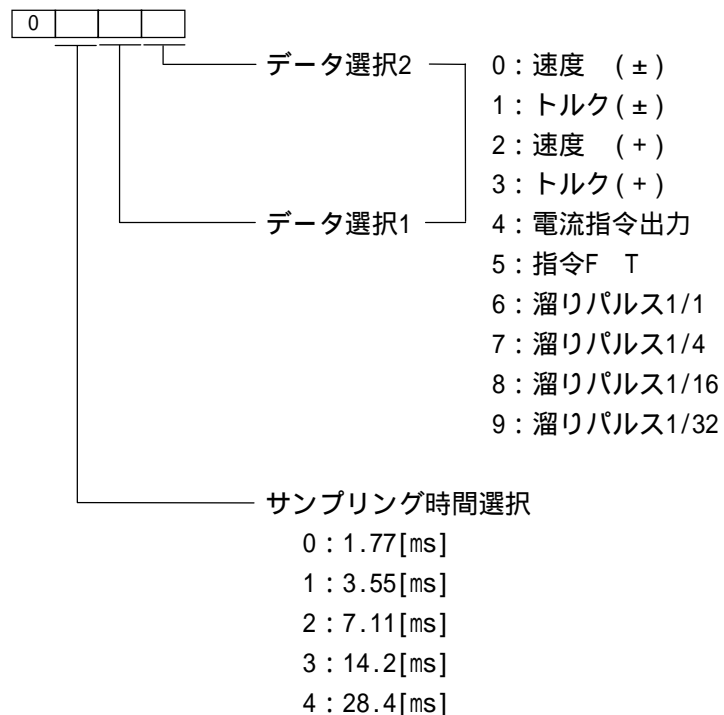 0
データ選択2 0:速度 (±)
1:トルク(±)
2:速度 (+)
3:トルク(+)
データ選択1 4:電流指令出力
5:指令F T
6:溜りパルス1/1
7:溜りパルス1/4
8:溜りパルス1/16
9:溜りパルス1/32
サンプリング時間選択
0:1.77[ms]
1:3.55[ms]
2:7.11[ms]
3:14.2[ms]
4:28.4[ms]